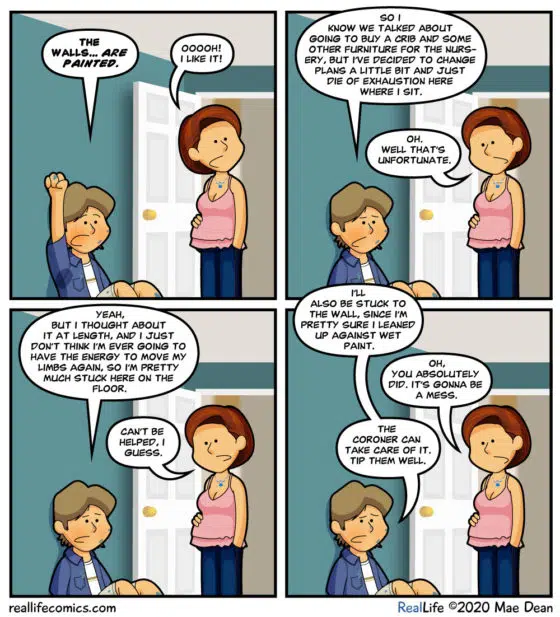 THE
WALLS... ARE
PAINTED.
OOOOH!
I LIKE IT!
SO I
KNOW WE TALKED ABOUT
GOING TO BUY A CRIB AND SOME
OTHER FURNITURE FOR THE NURS-
ERY, BUT I'VE DECIDED TO CHANGE
PLANS A LITTLE BIT AND JUST
DIE OF EXHAUSTION HERE
WHERE I SIT.
OH.
WELL THAT'S
UNFORTUNATE.
YEAH,
BUT I THOUGHT ABOUT
IT AT LENGTH, AND I JUST
DON'T THINK I'M EVER GOING TO
HAVE THE ENERGY TO MOVE MY
LIMBS AGAIN, SO I'M PRETTY
MUCH STUCK HERE ON THE
FLOOR.
CAN'T BE
HELPED, I
GUESS.
I'LL
ALSO BE STUCK TO
THE WALL, SINCE I'M
PRETTY SURE I LEANED
UP AGAINST WET
PAINT.
OH,
YOU ABSOLUTELY
DID. IT'S GONNA BE
A MESS.
THE
CORONER CAN
TAKE CARE OF IT.
TIP THEM WELL.
reallifecomics.com
RealLife ©2020 Mae Dean